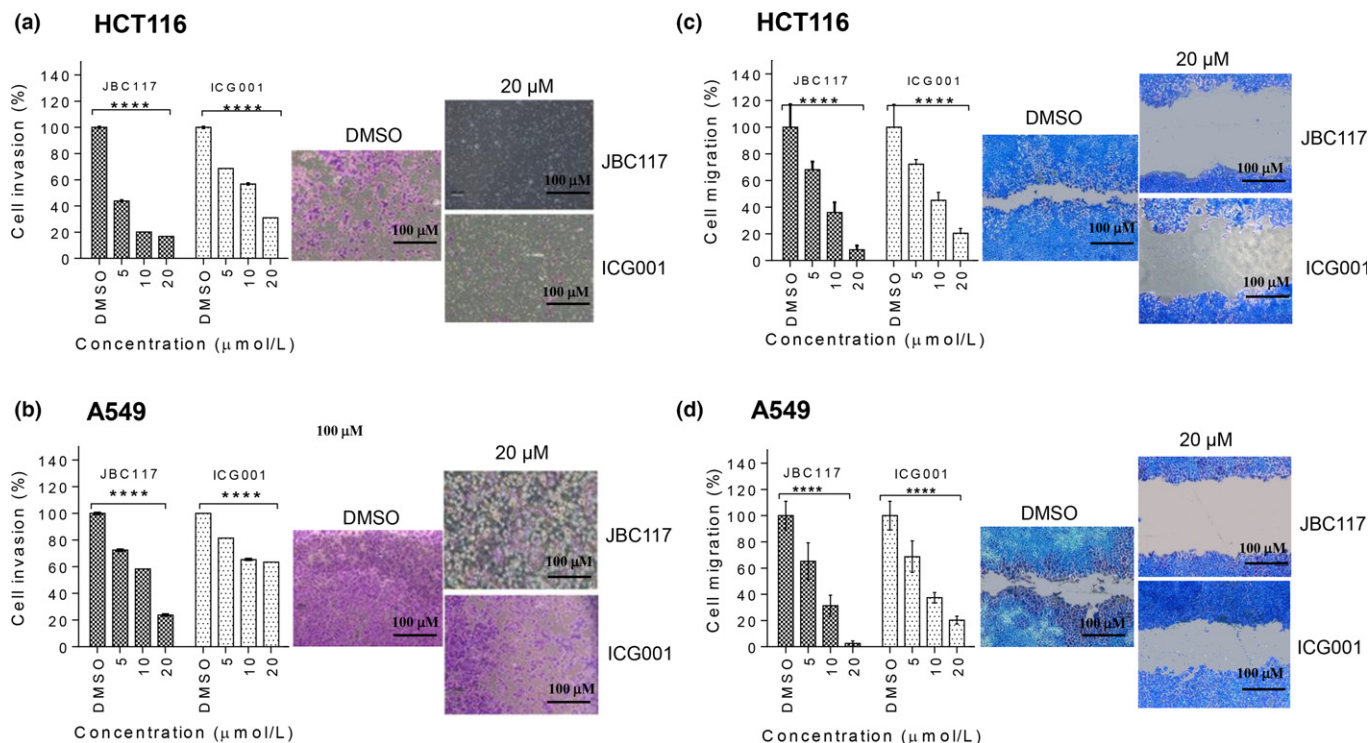 (a) HCT116
Cell invasion (%)
140
120
100
80
60
40
20
0
JBC117
****
ICG001
****
DMSO
5
10
20
DMSO
5
10
20
Concentration (μmol/L)
DMSO
100 μM
20 μM
100 μM
JBC117
100 μM
ICG001
(b) A549
Cell invasion (%)
140
120
100
80
60
40
20
0
JBC117
****
ICG001
****
DMSO
5
10
20
DMSO
5
10
20
Concentration (μmol/L)
100 μM
DMSO
100 μM
20 μM
100 μM
JBC117
100 μM
ICG001
(c) HCT116
Cell migration (%)
140
120
100
80
60
40
20
0
JBC117
****
ICG001
****
DMSO
5
10
20
DMSO
5
10
20
Concentration (μmol/L)
DMSO
100 μM
20 μM
100 μM
JBC117
100 μM
ICG001
(d) A549
Cell migration (%)
140
120
100
80
60
40
20
0
JBC117
****
ICG001
****
DMSO
5
10
20
DMSO
5
10
20
Concentration (μmol/L)
DMSO
100 μM
20 μM
100 μM
JBC117
100 μM
ICG001